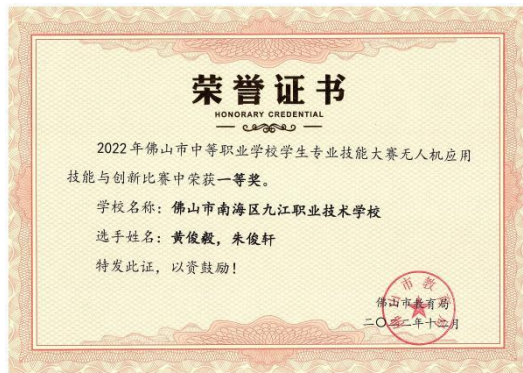 荣誉证书
HONORARY CREDENTIAL
2022年佛山市中等职业学校学生专业技能大赛无人机应用
技能与创新比赛中荣获一等奖。
学校名称：佛山市南海区九江职业技术学校
选手姓名：黄俊毅，朱俊轩
特发此证，以资鼓励！
佛山市教育局
二〇二二年十二月